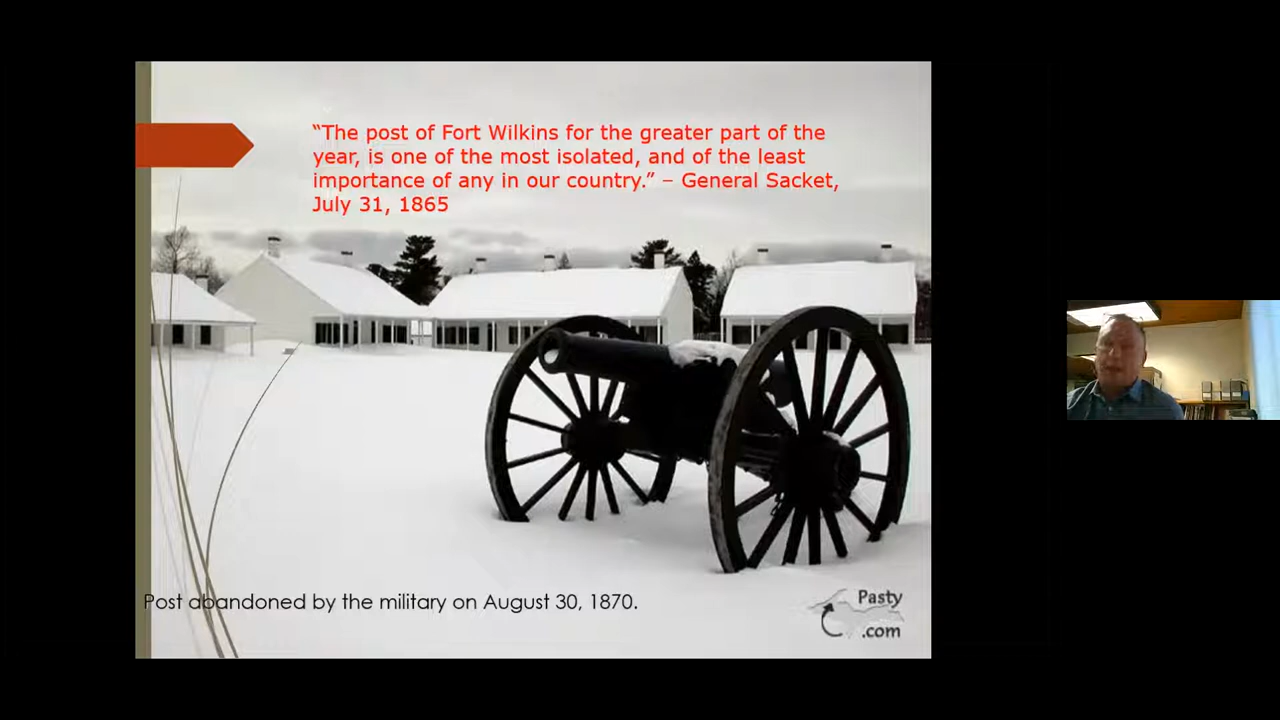 “The post of Fort Wilkins for the greater part of the
year, is one of the most isolated, and of the least
importance of any in our country.” – General Sacket,
July 31, 1865
Post abandoned by the military on August 30, 1870.
Pasty
.com